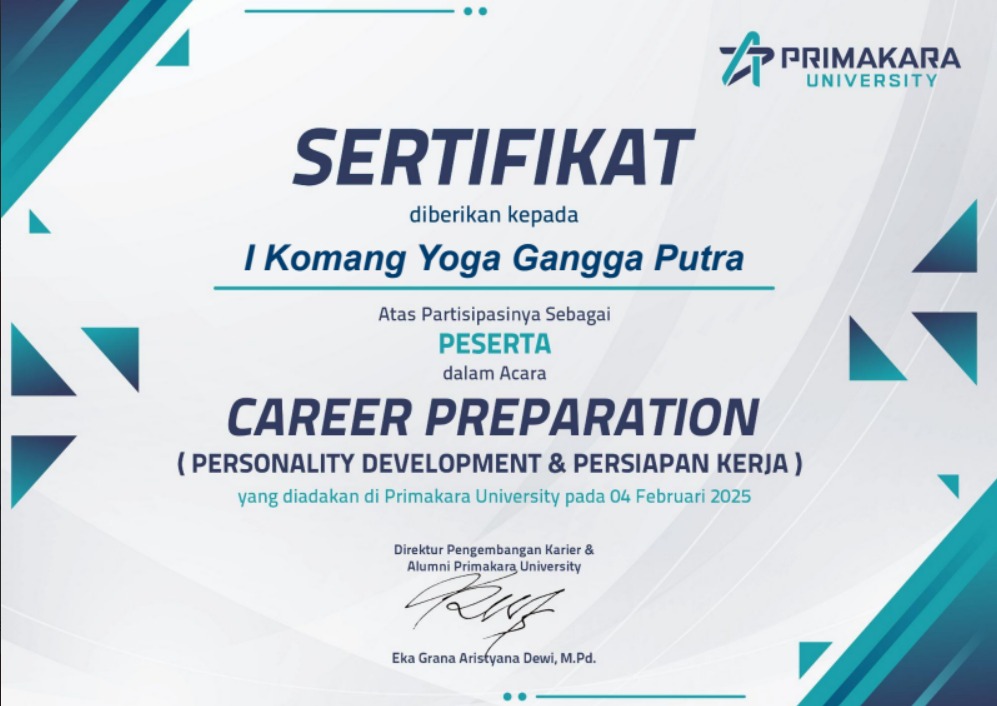 PRIMAKARA
UNIVERSITY
SERTIFIKAT
diberikan kepada
I Komang Yoga Gangga Putra
Atas Partisipasinya Sebagai
PESERTA
dalam Acara
CAREER PREPARATION
( PERSONALITY DEVELOPMENT & PERSIAPAN KERJA )
yang diadakan di Primakara University pada 04 Februari 2025
Direktur Pengembangan Karier &
Alumni Primakara University
Eka Grana Aristyana Dewi, M.Pd.